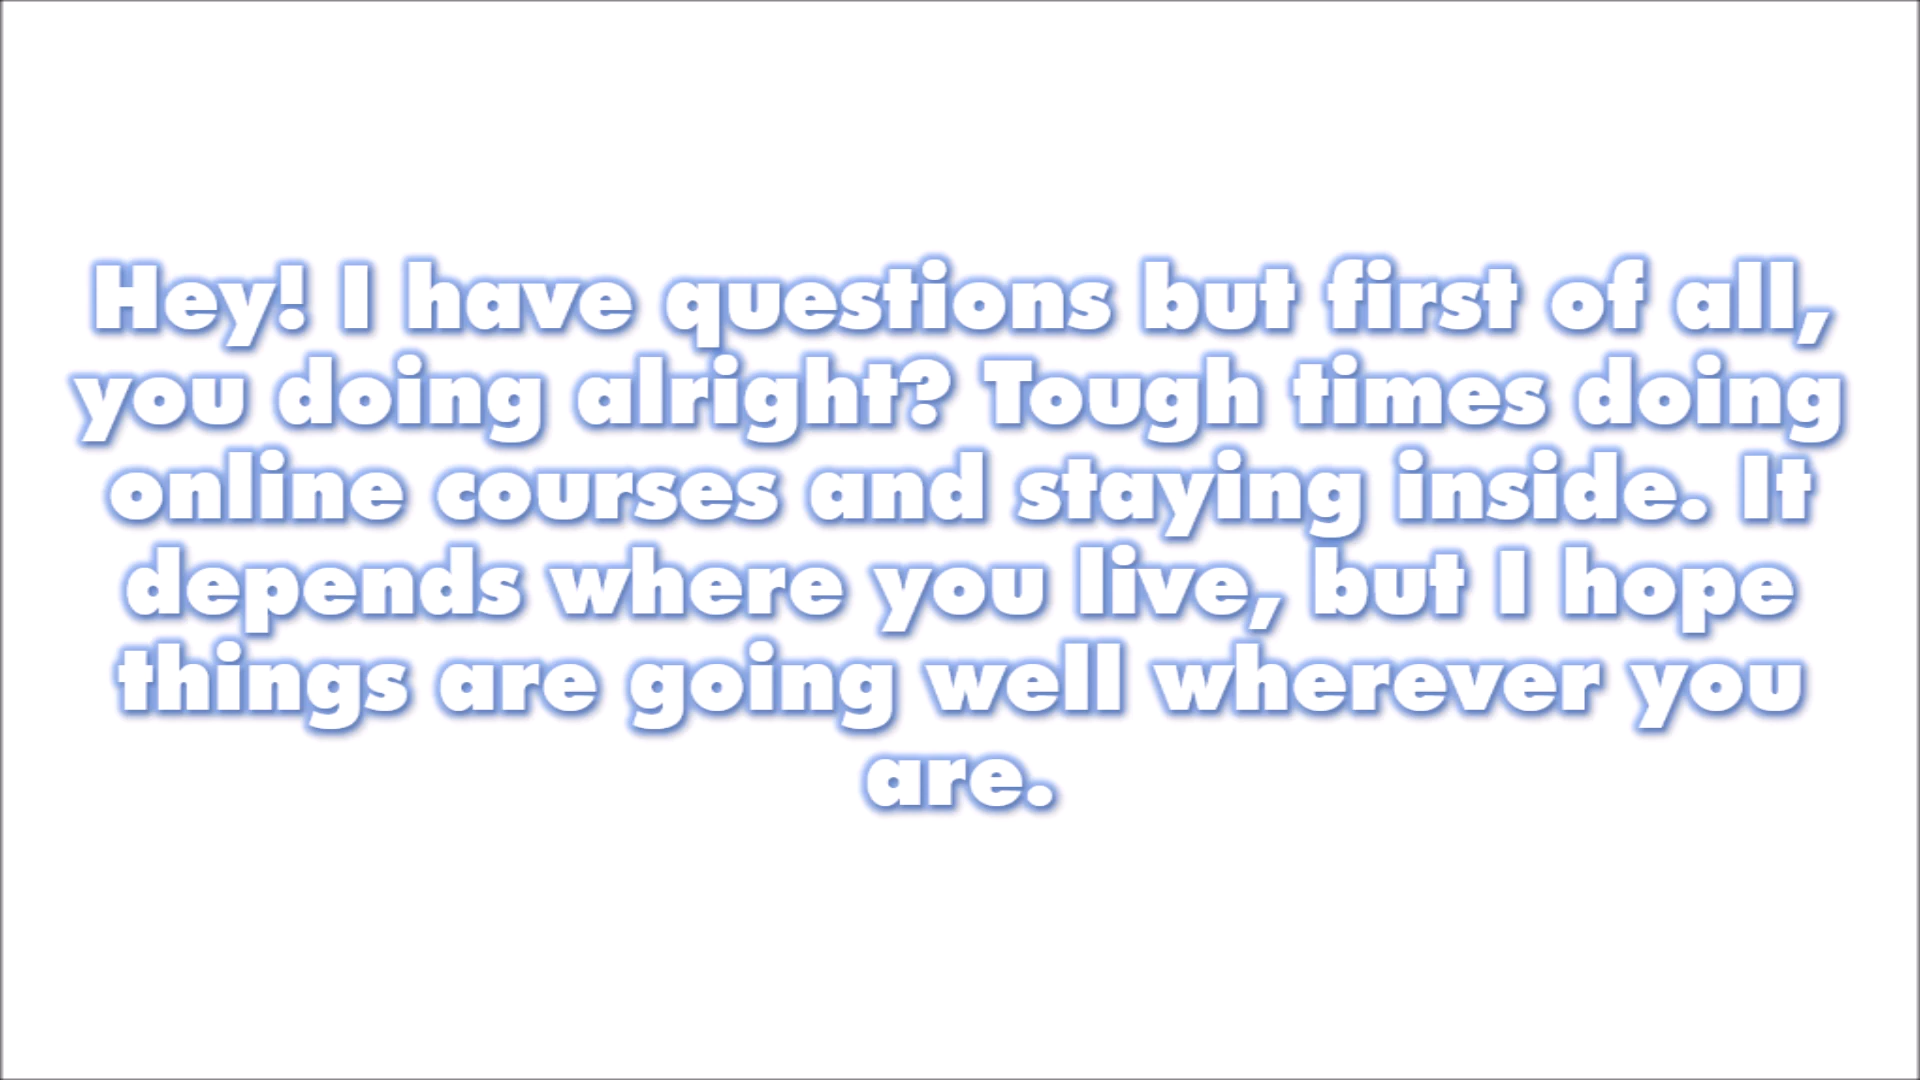 Hey! I have questions but first of all,
you doing alright? Tough times doing
online courses and staying inside. It
depends where you live, but I hope
things are going well wherever you
are.